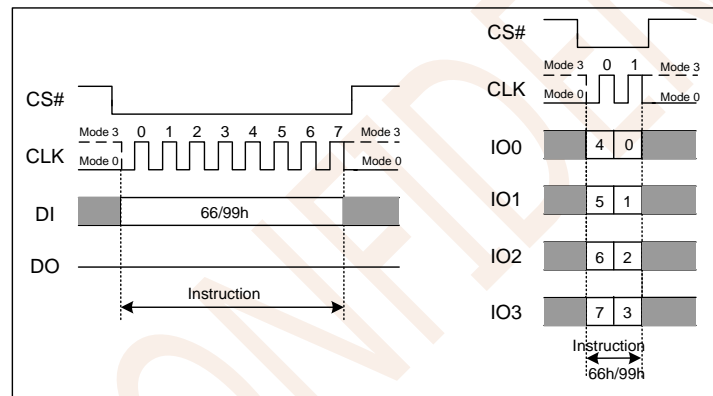 CS#
Mode 3 0 1 2 3 4 5 6 7 Mode 3
CLK
Mode 0 Mode 0
DI
66/99h
DO
Instruction
CS#
Mode 3 0 1 Mode 3
CLK
Mode 0 Mode 0
IO0
4 0
IO1
5 1
IO2
6 2
IO3
7 3
Instruction
66h/99h